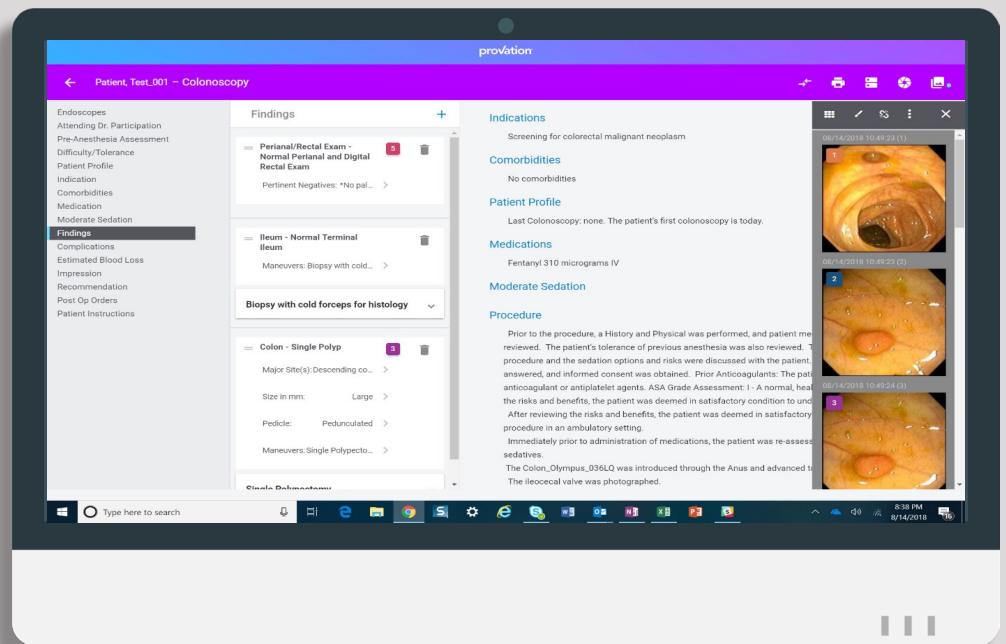 provation
Patient, Test_001 – Colonoscopy
Endoscopes
Attending Dr. Participation
Pre-Anesthesia Assessment
Difficulty/Tolerance
Patient Profile
Indication
Comorbidities
Medication
Moderate Sedation
Findings
Complications
Estimated Blood Loss
Impression
Recommendation
Post Op Orders
Patient Instructions
Findings +
Perianal/Rectal Exam -
Normal Perianal and Digital
Rectal Exam
5
Pertinent Negatives: *No pal... >
Ileum - Normal Terminal
Ileum
Maneuvers: Biopsy with cold... >
Biopsy with cold forceps for histology
Colon - Single Polyp
3
Major Site(s): Descending co... >
Size in mm: Large >
Pedicle: Pedunculated >
Maneuvers: Single Polypecto... >
Single Polypectomy
Indications
Screening for colorectal malignant neoplasm
Comorbidities
No comorbidities
Patient Profile
Last Colonoscopy: none. The patient's first colonoscopy is today.
Medications
Fentanyl 310 micrograms IV
Moderate Sedation
Procedure
Prior to the procedure, a History and Physical was performed, and patient me
reviewed. The patient's tolerance of previous anesthesia was also reviewed. T
procedure and the sedation options and risks were discussed with the patient.
answered, and informed consent was obtained. Prior Anticoagulants: The pati
anticoagulant or antiplatelet agents. ASA Grade Assessment: I - A normal, heal
the risks and benefits, the patient was deemed in satisfactory condition to und
After reviewing the risks and benefits, the patient was deemed in satisfactory
procedure in an ambulatory setting.
Immediately prior to administration of medications, the patient was re-assess
sedatives.
The Colon_Olympus_036LQ was introduced through the Anus and advanced t
The ileocecal valve was photographed.
08/14/2018 10:49:23 (1)
1
08/14/2018 10:49:23 (2)
2
08/14/2018 10:49:24 (3)
3
Type here to search
8:38 PM
8/14/2018
16